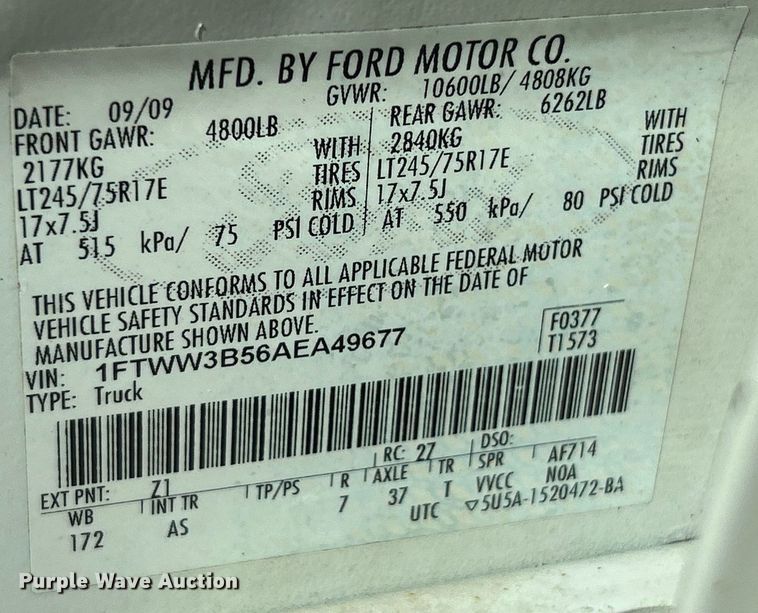 MFD. BY FORD MOTOR CO.
DATE: 09/09 GVWR: 10600LB/ 4808KG
FRONT GAWR: 4800LB REAR GAWR: 6262LB
2177KG WITH 2840KG WITH
LT245/75R17E TIRES LT245/75R17E TIRES
17x7.5J RIMS 17x7.5J RIMS
AT 515 kPa/ 75 PSI COLD AT 550 kPa/ 80 PSI COLD
THIS VEHICLE CONFORMS TO ALL APPLICABLE FEDERAL MOTOR
VEHICLE SAFETY STANDARDS IN EFFECT ON THE DATE OF
MANUFACTURE SHOWN ABOVE.
VIN: 1FTWW3B56AEA49677 F0377
TYPE: Truck T1573
EXT PNT: Z1 RC: 27 DSO:
WB INT TR TP/PS R AXLE TR SPR AF714
172 AS 7 37 T VVCC NOA
UTC ▽5U5A-1520472-BA
Purple Wave Auction